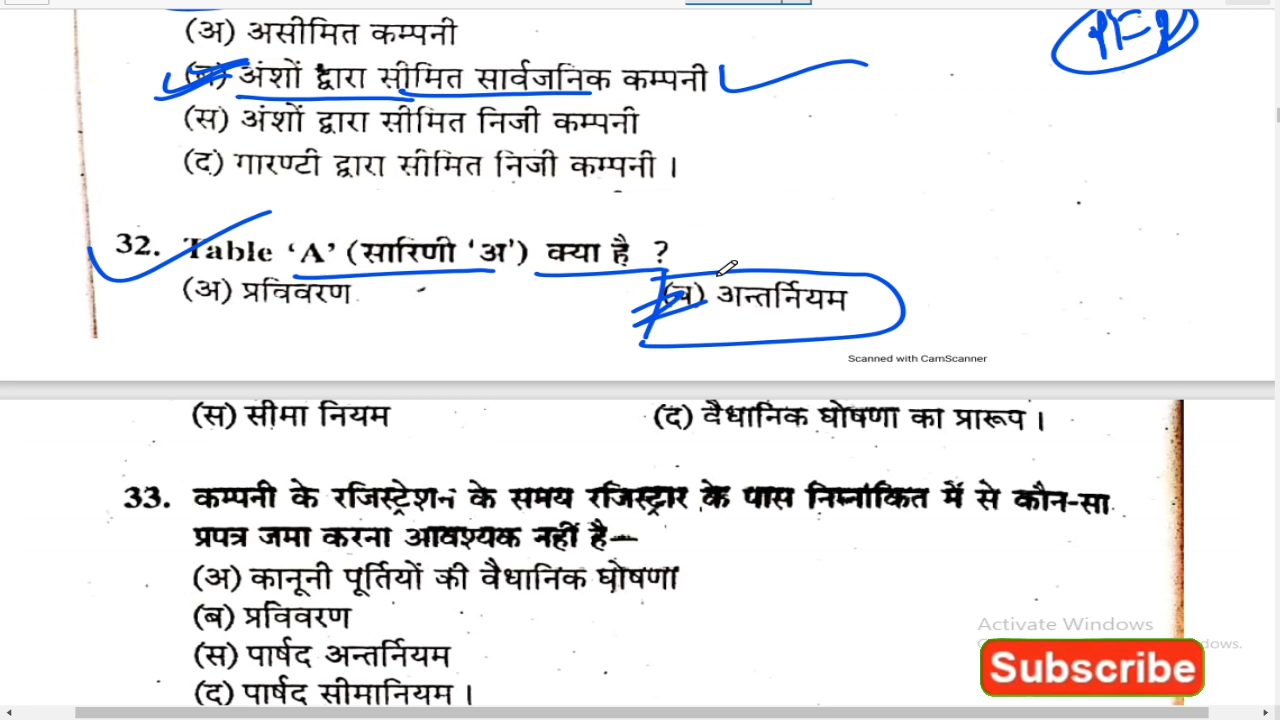 (अ) असीमित कम्पनी
अंशों द्वारा सीमित सार्वजनिक कम्पनी
(स) अंशों द्वारा सीमित निजी कम्पनी
(द) गारण्टी द्वारा सीमित निजी कम्पनी ।
32. Table ‘A’ (सारिणी ‘अ’) क्या है ?
(अ) प्रविवरण (ब) अन्तर्नियम
Scanned with CamScanner
(स) सीमा नियम (द) वैधानिक घोषणा का प्रारूप ।
33. कम्पनी के रजिस्ट्रेशन के समय रजिस्ट्रार के पास निम्नांकित में से कौन-सा
प्रपत्र जमा करना आवश्यक नहीं है—
(अ) कानूनी पूर्तियों की वैधानिक घोषणा
(ब) प्रविवरण
(स) पार्षद अन्तर्नियम
(द) पार्षद सीमानियम ।
Activate Windows
Subscribe